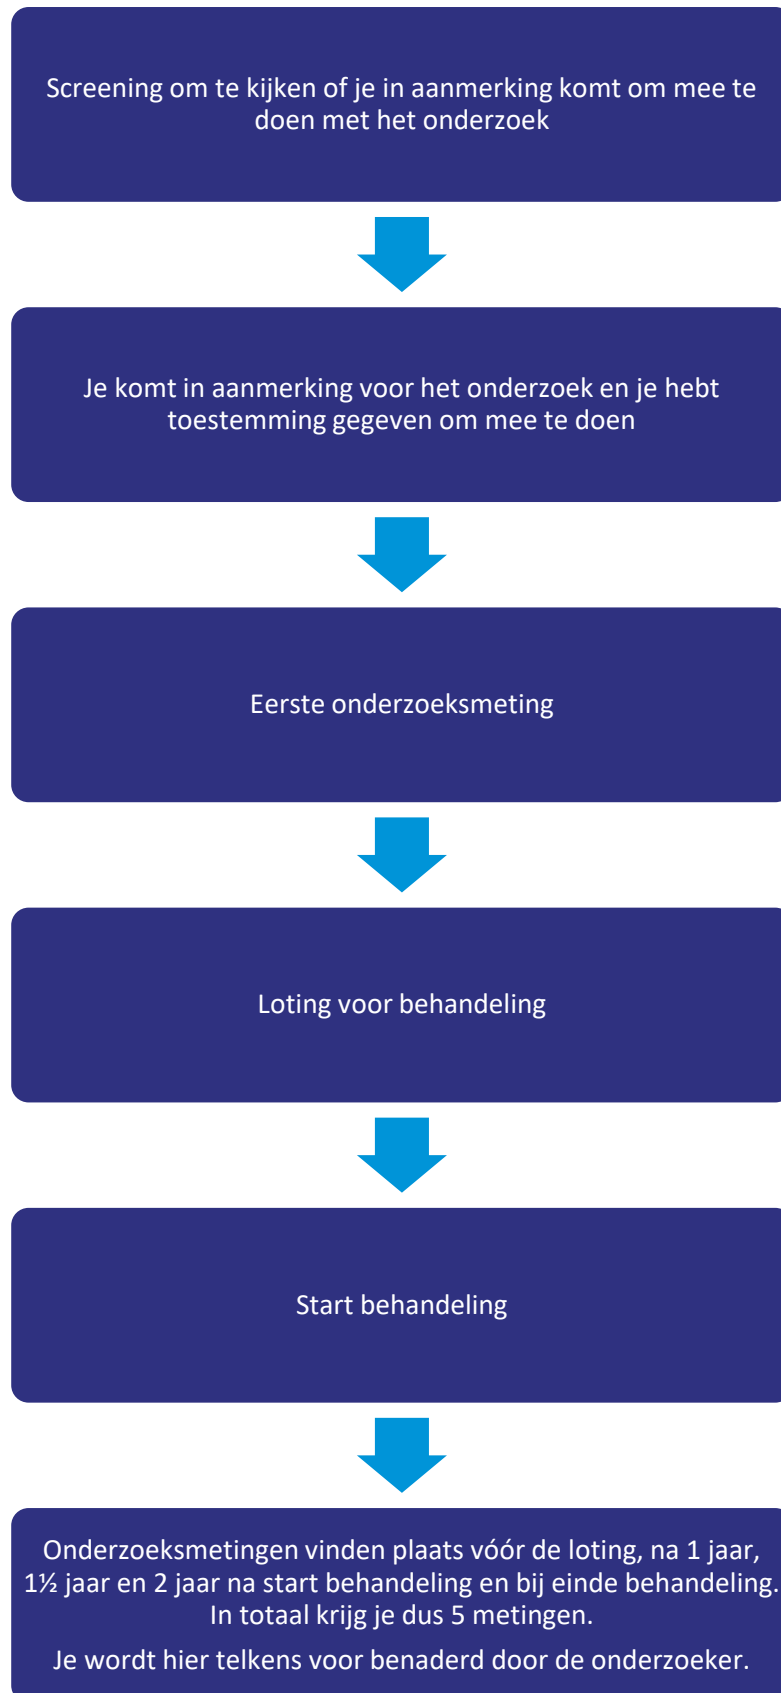 Screening om te kijken of je in aanmerking komt om mee te
doen met het onderzoek
Je komt in aanmerking voor het onderzoek en je hebt
toestemming gegeven om mee te doen
Eerste onderzoeksmeting
Loting voor behandeling
Start behandeling
Onderzoeksmetingen vinden plaats vóór de loting, na 1 jaar,
1½ jaar en 2 jaar na start behandeling en bij einde behandeling.
In totaal krijg je dus 5 metingen.
Je wordt hier telkens voor benaderd door de onderzoeker.